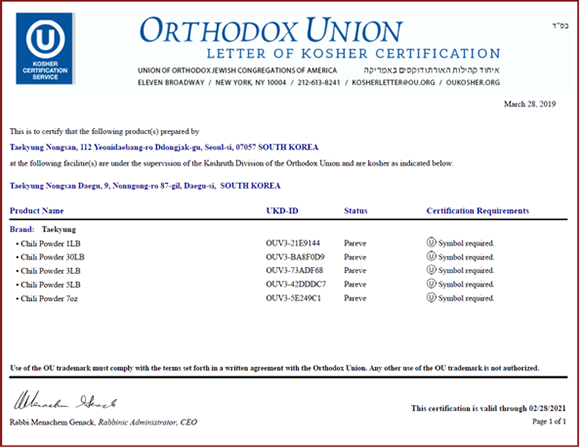 ORTHODOX UNION
בס"ד
LETTER OF KOSHER CERTIFICATION
U
KOSHER
CERTIFICATION
SERVICE
UNION OF ORTHODOX JEWISH CONGREGATIONS OF AMERICA איחוד קהילות האורתודוקסים באמריקה
ELEVEN BROADWAY / NEW YORK, NY 10004 / 212-613-8241 / KOSHERLETTER@OU.ORG / OUKOSHER.ORG
March 28, 2019
This is to certify that the following product(s) prepared by
Taekyung Nongsan, 112 Yeouidaebang-ro Ddongjak-gu, Seoul-si, 07057 SOUTH KOREA
at the following facilitie(s) are under the supervision of the Kashruth Division of the Orthodox Union and are kosher as indicated below.
Taekyung Nongsan Daegu, 9, Nonngong-ro 87-gil, Daegu-si, SOUTH KOREA
Product Name UKD-ID Status Certification Requirements
Brand: Taekyung
• Chili Powder 1LB OUV3-21E9144 Pareve Ⓤ Symbol required.
• Chili Powder 30LB OUV3-BA8F0D9 Pareve Ⓤ Symbol required.
• Chili Powder 3LB OUV3-73ADF68 Pareve Ⓤ Symbol required.
• Chili Powder 5LB OUV3-42DDDC7 Pareve Ⓤ Symbol required.
• Chili Powder 7oz OUV3-5E249C1 Pareve Ⓤ Symbol required.
Use of the OU trademark must comply with the terms set forth in a written agreement with the Orthodox Union. Any other use of the OU trademark is not authorized.
Menachem Genack
This certification is valid through 02/28/2021
Rabbi Menachem Genack, Rabbinic Administrator, CEO Page 1 of 1